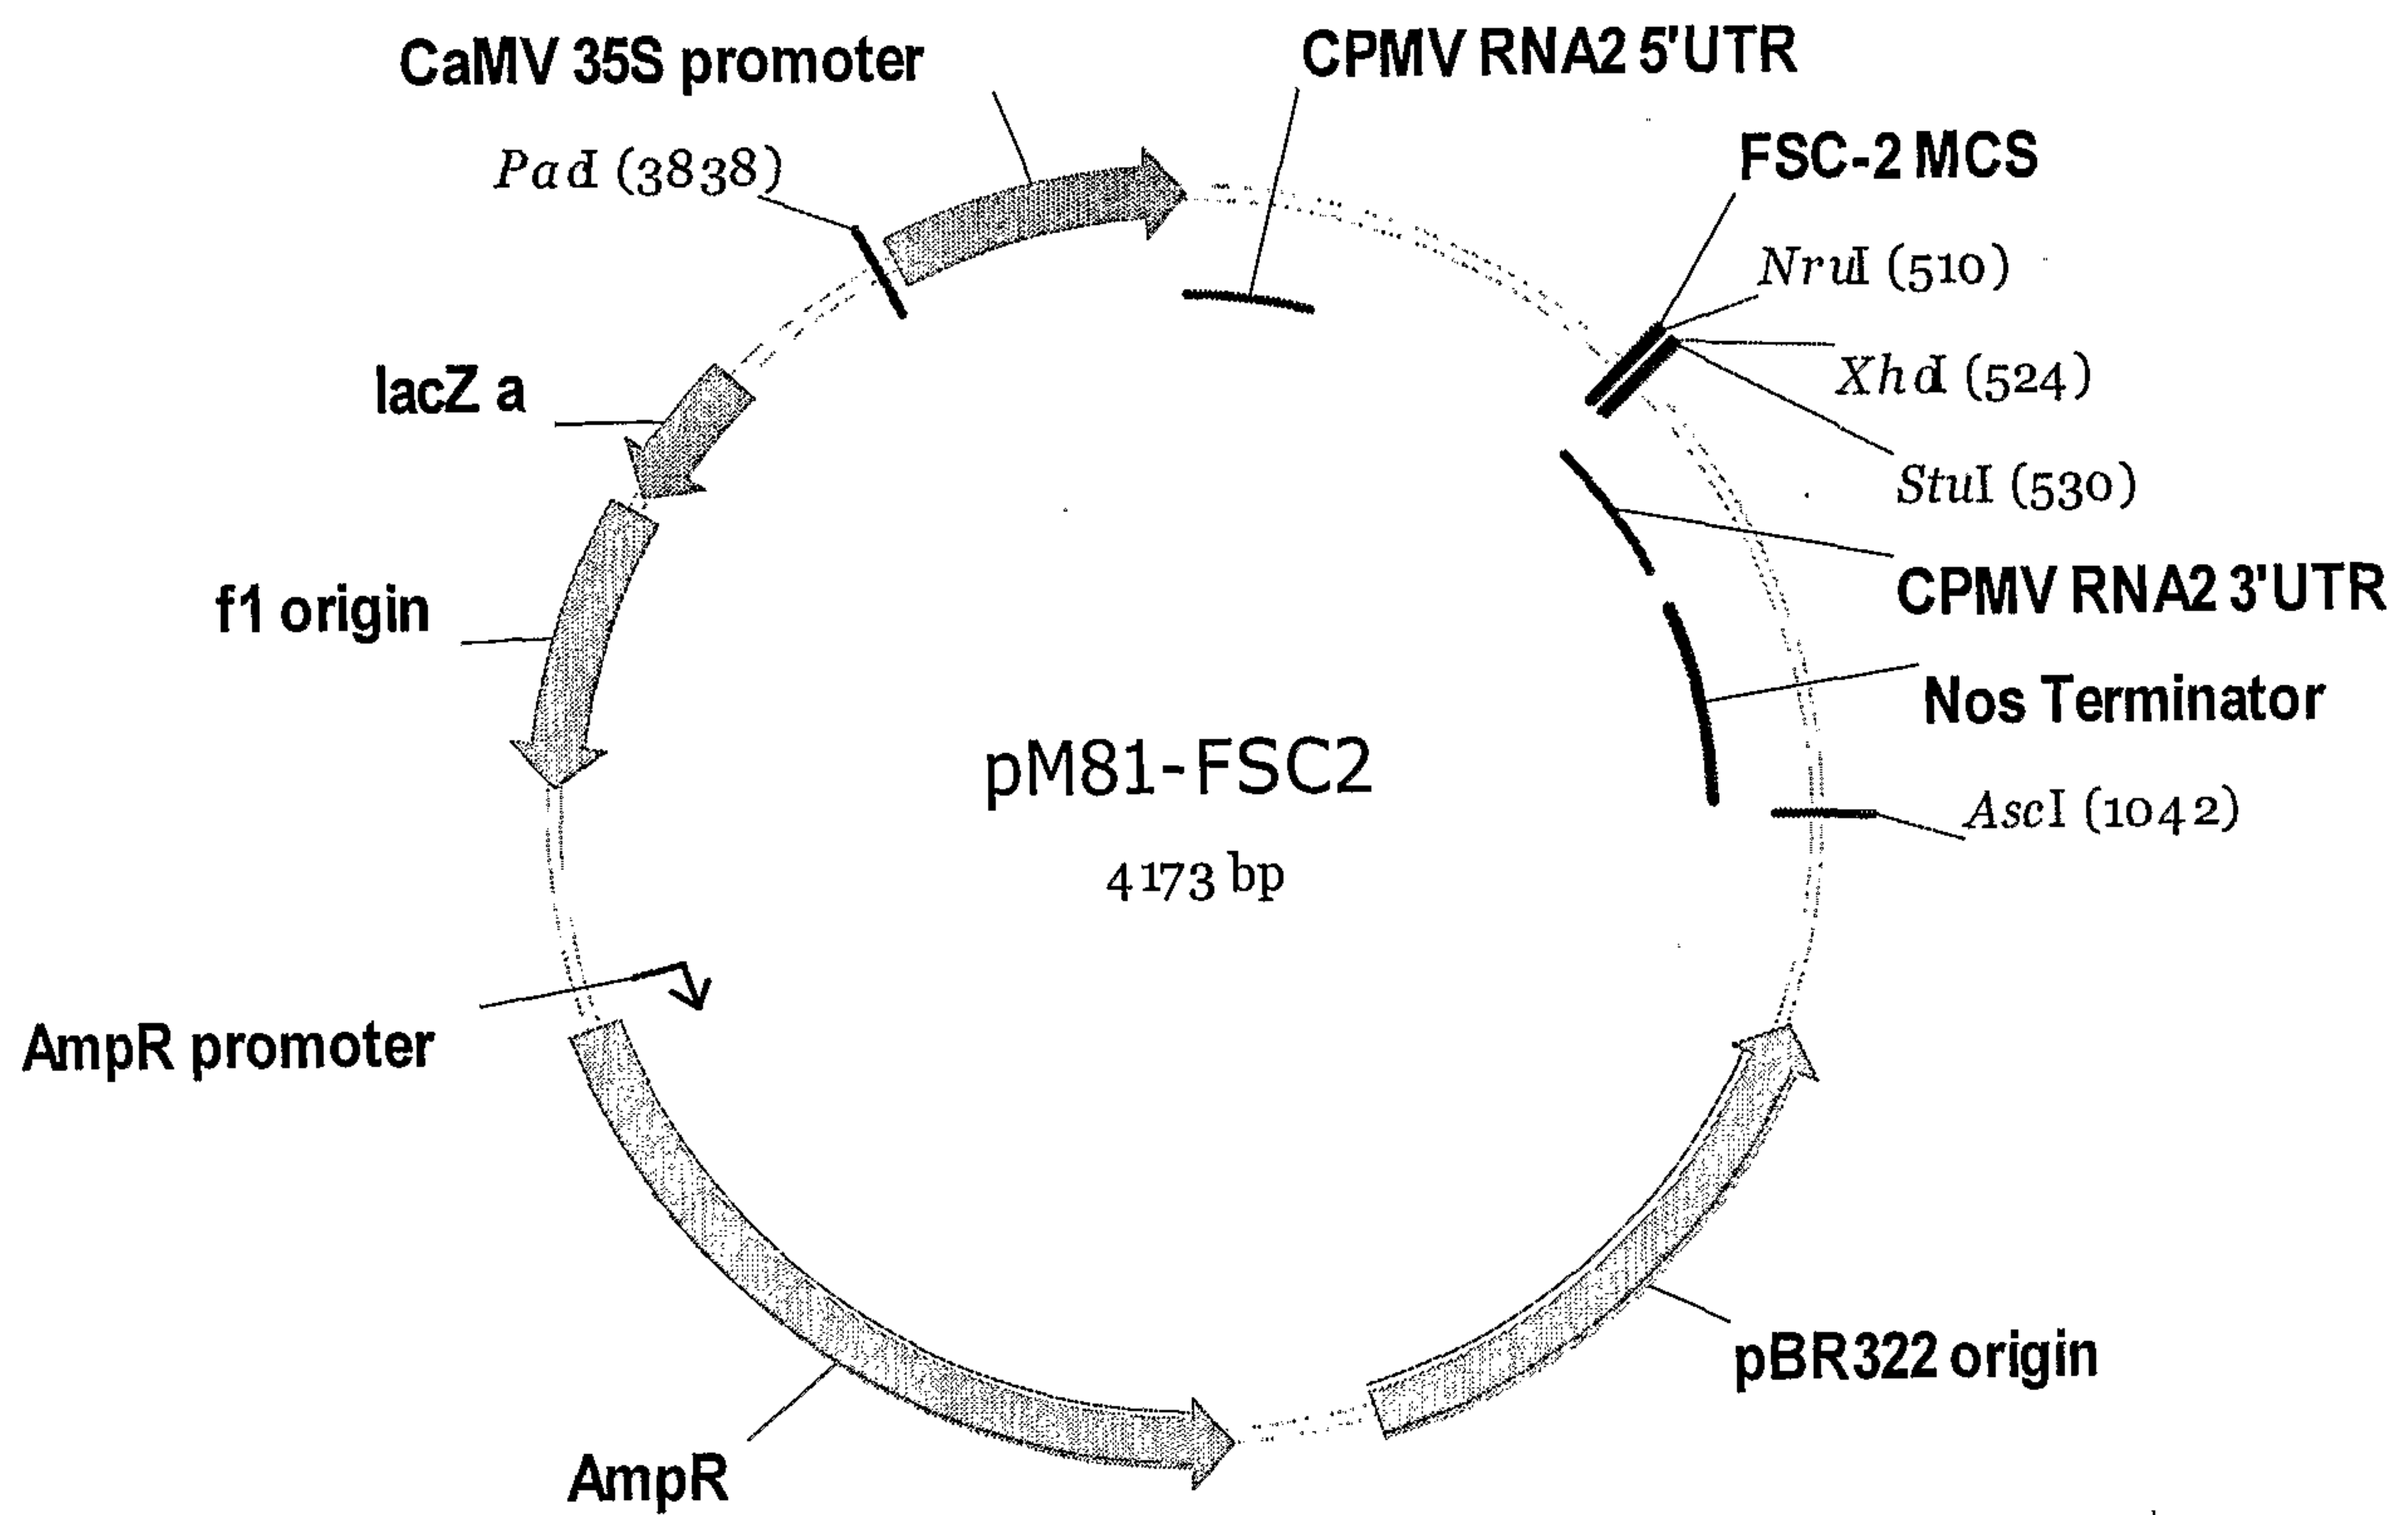 CaMV 35S promoter
CPMV RNA2 5'UTR
PacI (3838)
FSC-2 MCS
NruI (510)
XhoI (524)
StuI (530)
lacZ a
CPMV RNA2 3'UTR
f1 origin
Nos Terminator
pM81-FSC2
AscI (1042)
4173 bp
AmpR promoter
pBR322 origin
AmpR